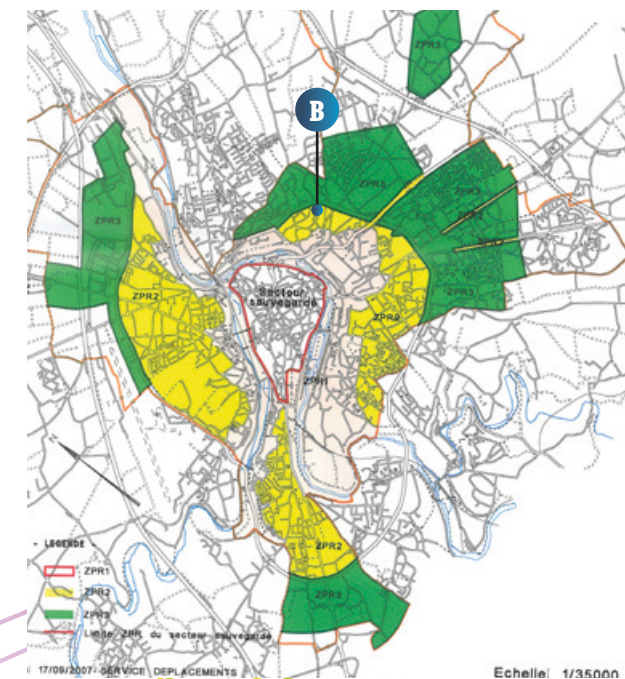 ZPR3
B
ZPR3
ZPR3
ZPR3
ZPR2
ZPR3
ZPR2
Secteur
sauvegardé
ZPR2
ZPR3
ZPR1
N
ZPR2
ZPR3
- LEGENDE -
ZPR1
ZPR2
ZPR3
Limite ZPR du secteur sauvegardé
17/09/2007- SERVICE DEPLACEMENTS
Echelle: 1/35000